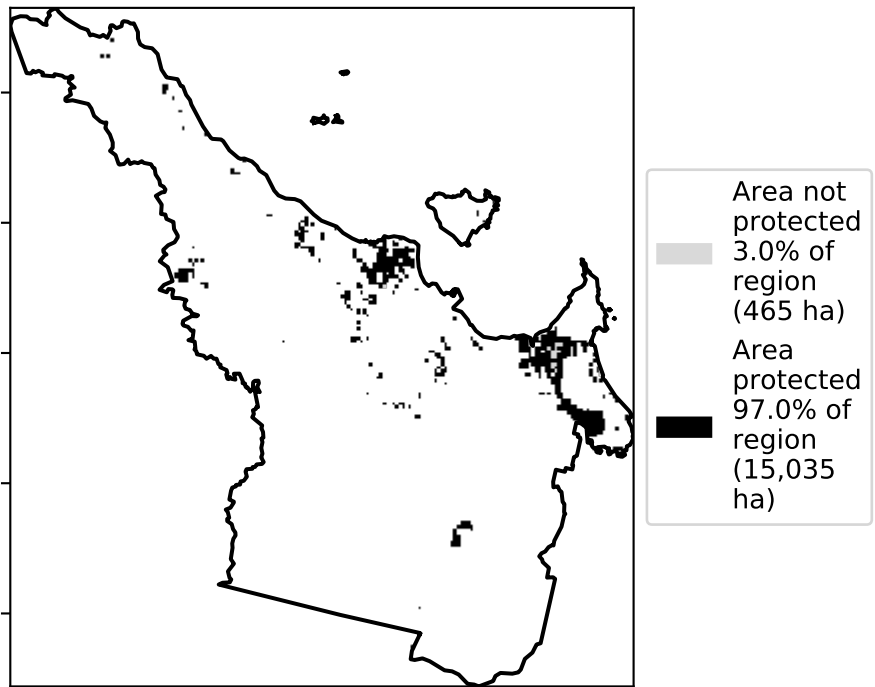 Area not
protected
3.0% of
region
(465 ha)
Area
protected
97.0% of
region
(15,035
ha)